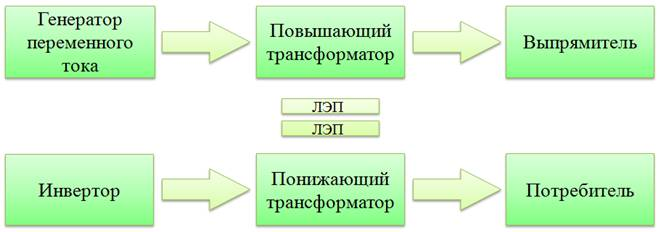 Генератор
переменного
тока
Повышающий
трансформатор
Выпрямитель
ЛЭП
ЛЭП
Инвертор
Понижающий
трансформатор
Потребитель